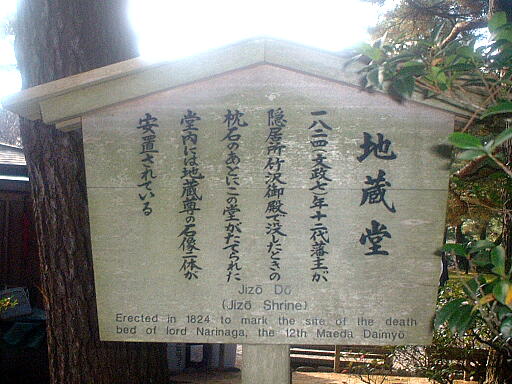 地蔵堂
一八二四(文政七)年十二代藩主が
隠居所竹沢御殿で没したときの
枕石のあとにこの堂がたてられた
堂内には地蔵尊の石像一体が
安置されている
Jizō Dō
(Jizō Shrine)
Erected in 1824 to mark the site of the death
bed of lord Narinaga, the 12th Maeda Daimyō